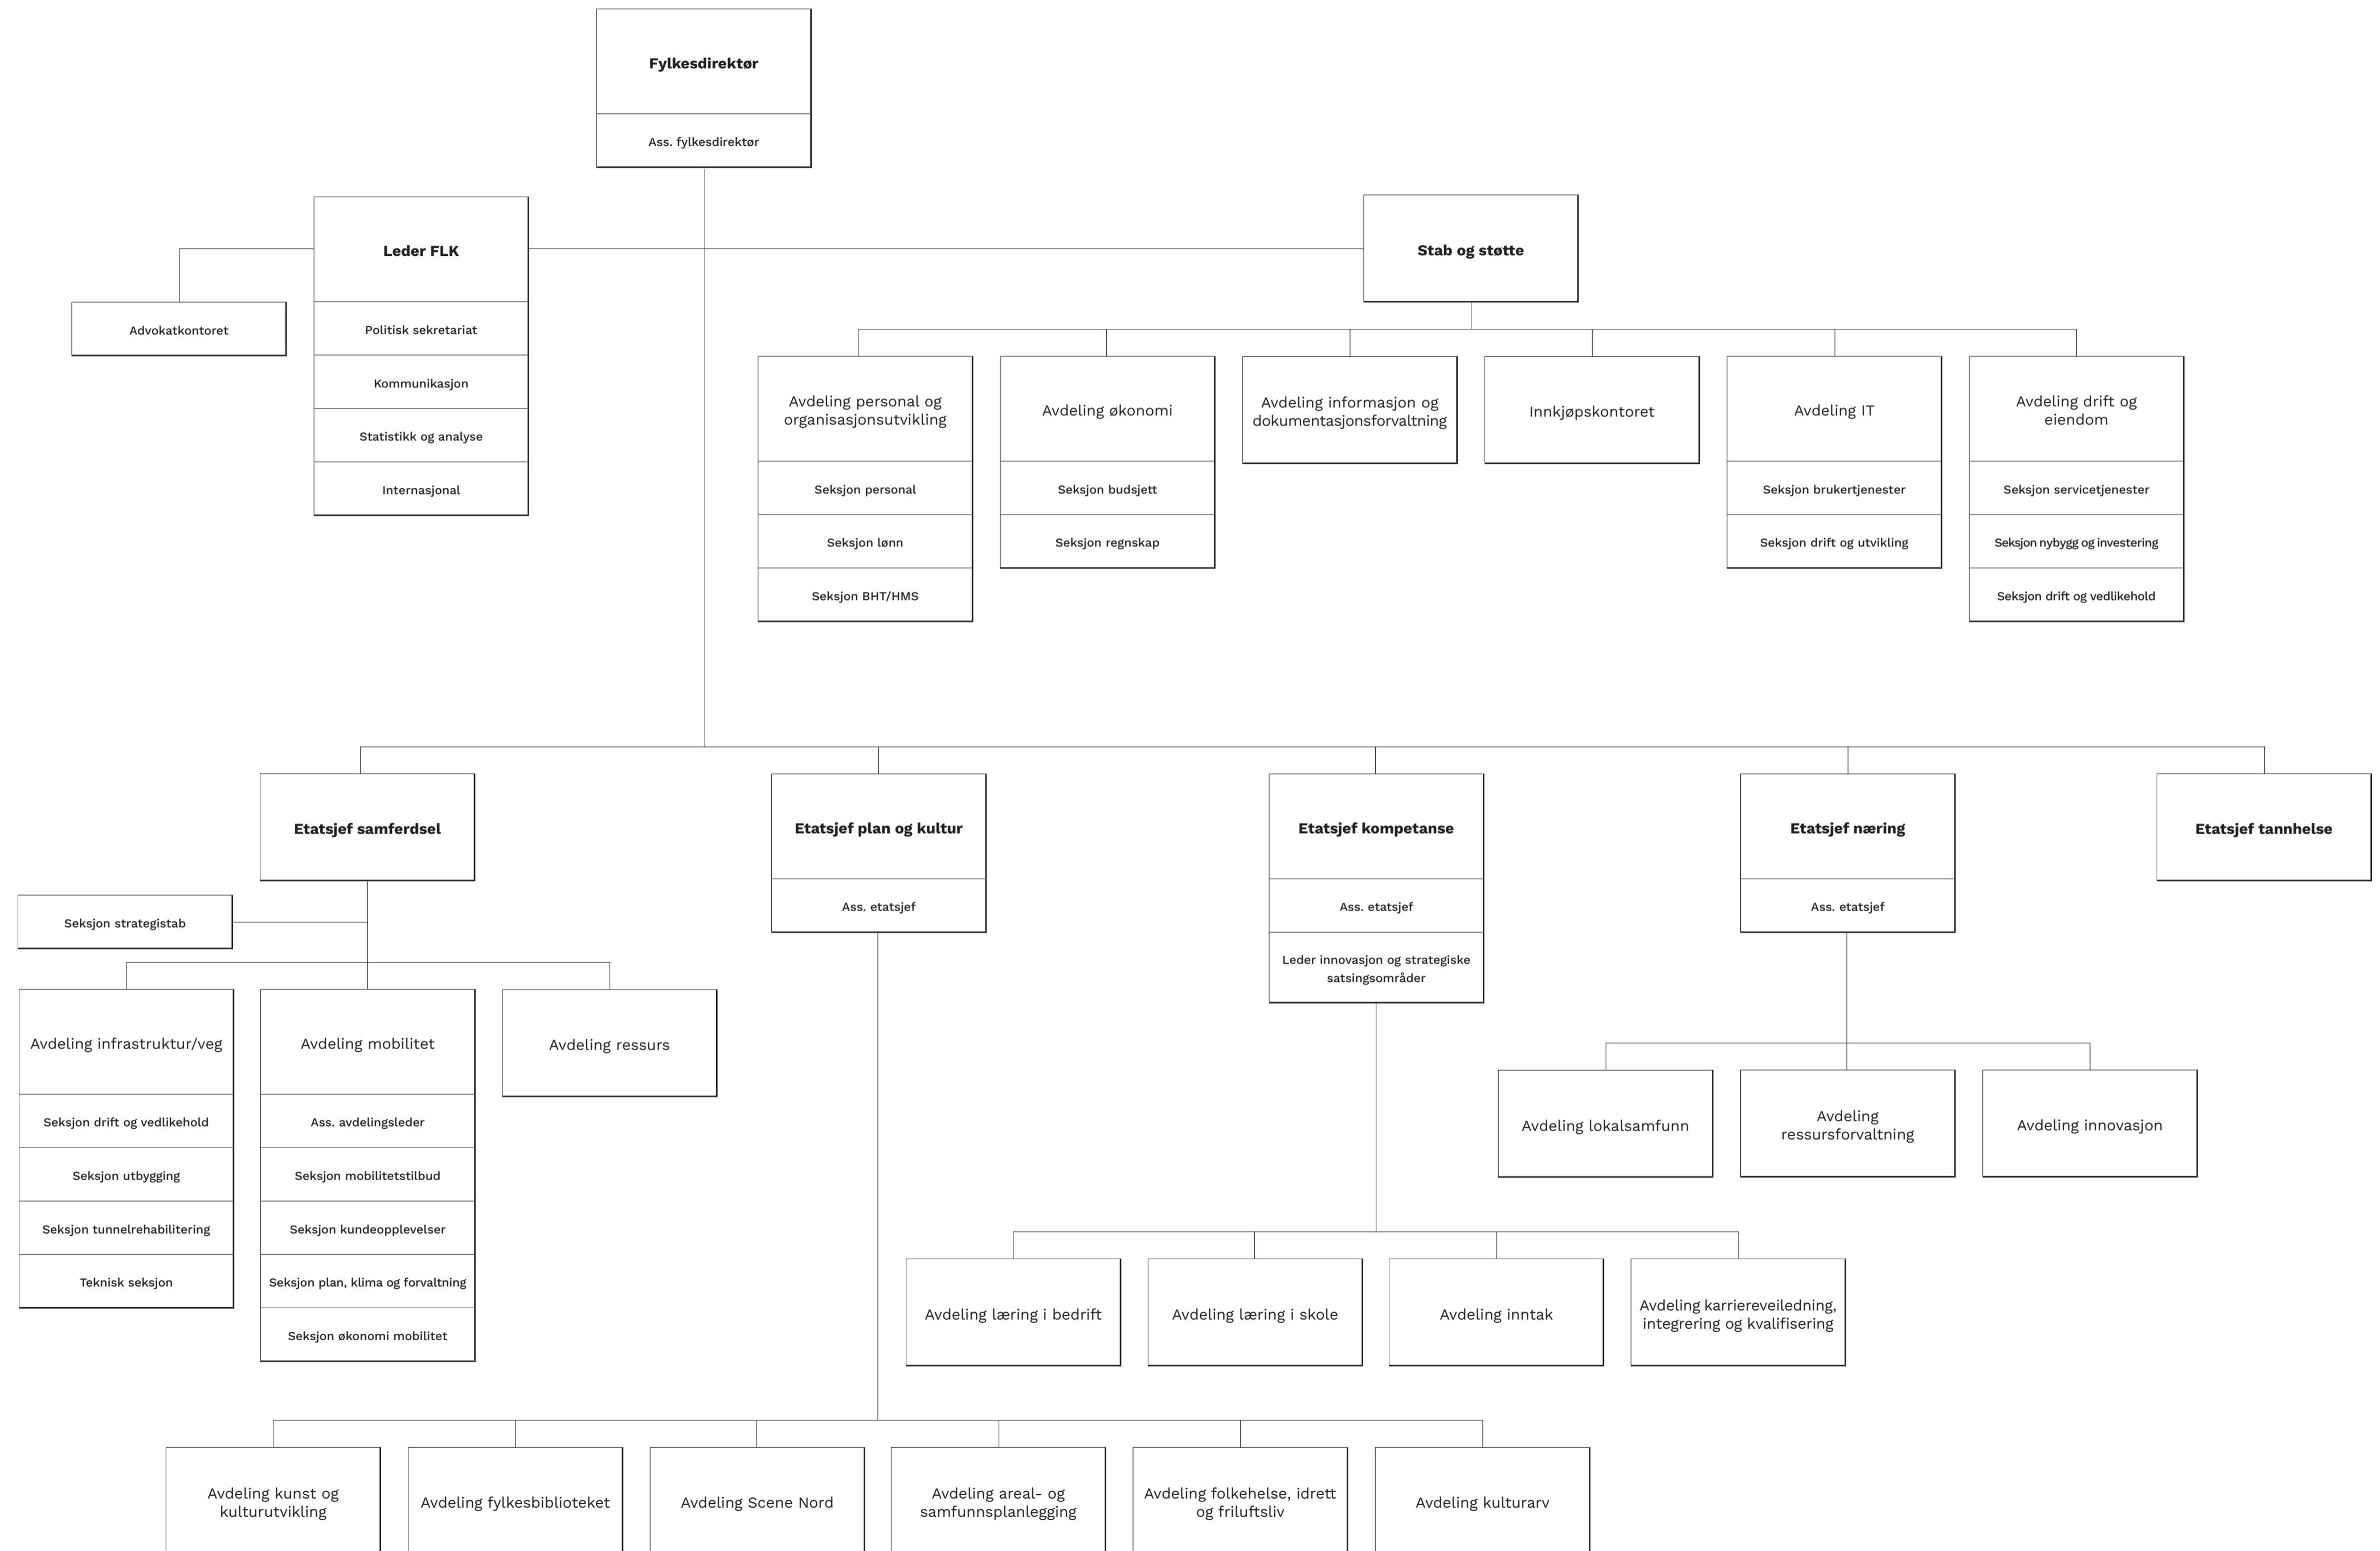 Fylkesdirektør
Ass. fylkesdirektør
Leder FLK
Politisk sekretariat
Kommunikasjon
Statistikk og analyse
Internasjonal
Advokatkontoret
Stab og støtte
Avdeling personal og
organisasjonsutvikling
Seksjon personal
Seksjon lønn
Seksjon BHT/HMS
Avdeling økonomi
Seksjon budsjett
Seksjon regnskap
Avdeling informasjon og
dokumentasjonsforvaltning
Innkjøpskontoret
Avdeling IT
Seksjon brukertjenester
Seksjon drift og utvikling
Avdeling drift og
eiendom
Seksjon servicetjenester
Seksjon nybygg og investering
Seksjon drift og vedlikehold
Etatsjef samferdsel
Seksjon strategistab
Avdeling infrastruktur/veg
Seksjon drift og vedlikehold
Seksjon utbygging
Seksjon tunnelrehabilitering
Teknisk seksjon
Avdeling mobilitet
Ass. avdelingsleder
Seksjon mobilitetstilbud
Seksjon kundeopplevelser
Seksjon plan, klima og forvaltning
Seksjon økonomi mobilitet
Avdeling ressurs
Etatsjef plan og kultur
Ass. etatsjef
Etatsjef kompetanse
Ass. etatsjef
Leder innovasjon og strategiske
satsingsområder
Etatsjef næring
Ass. etatsjef
Etatsjef tannhelse
Avdeling lokalsamfunn
Avdeling
ressursforvaltning
Avdeling innovasjon
Avdeling læring i bedrift
Avdeling læring i skole
Avdeling inntak
Avdeling karriereveiledning,
integrering og kvalifisering
Avdeling kunst og
kulturutvikling
Avdeling fylkesbiblioteket
Avdeling Scene Nord
Avdeling areal- og
samfunnsplanlegging
Avdeling folkehelse, idrett
og friluftsliv
Avdeling kulturarv